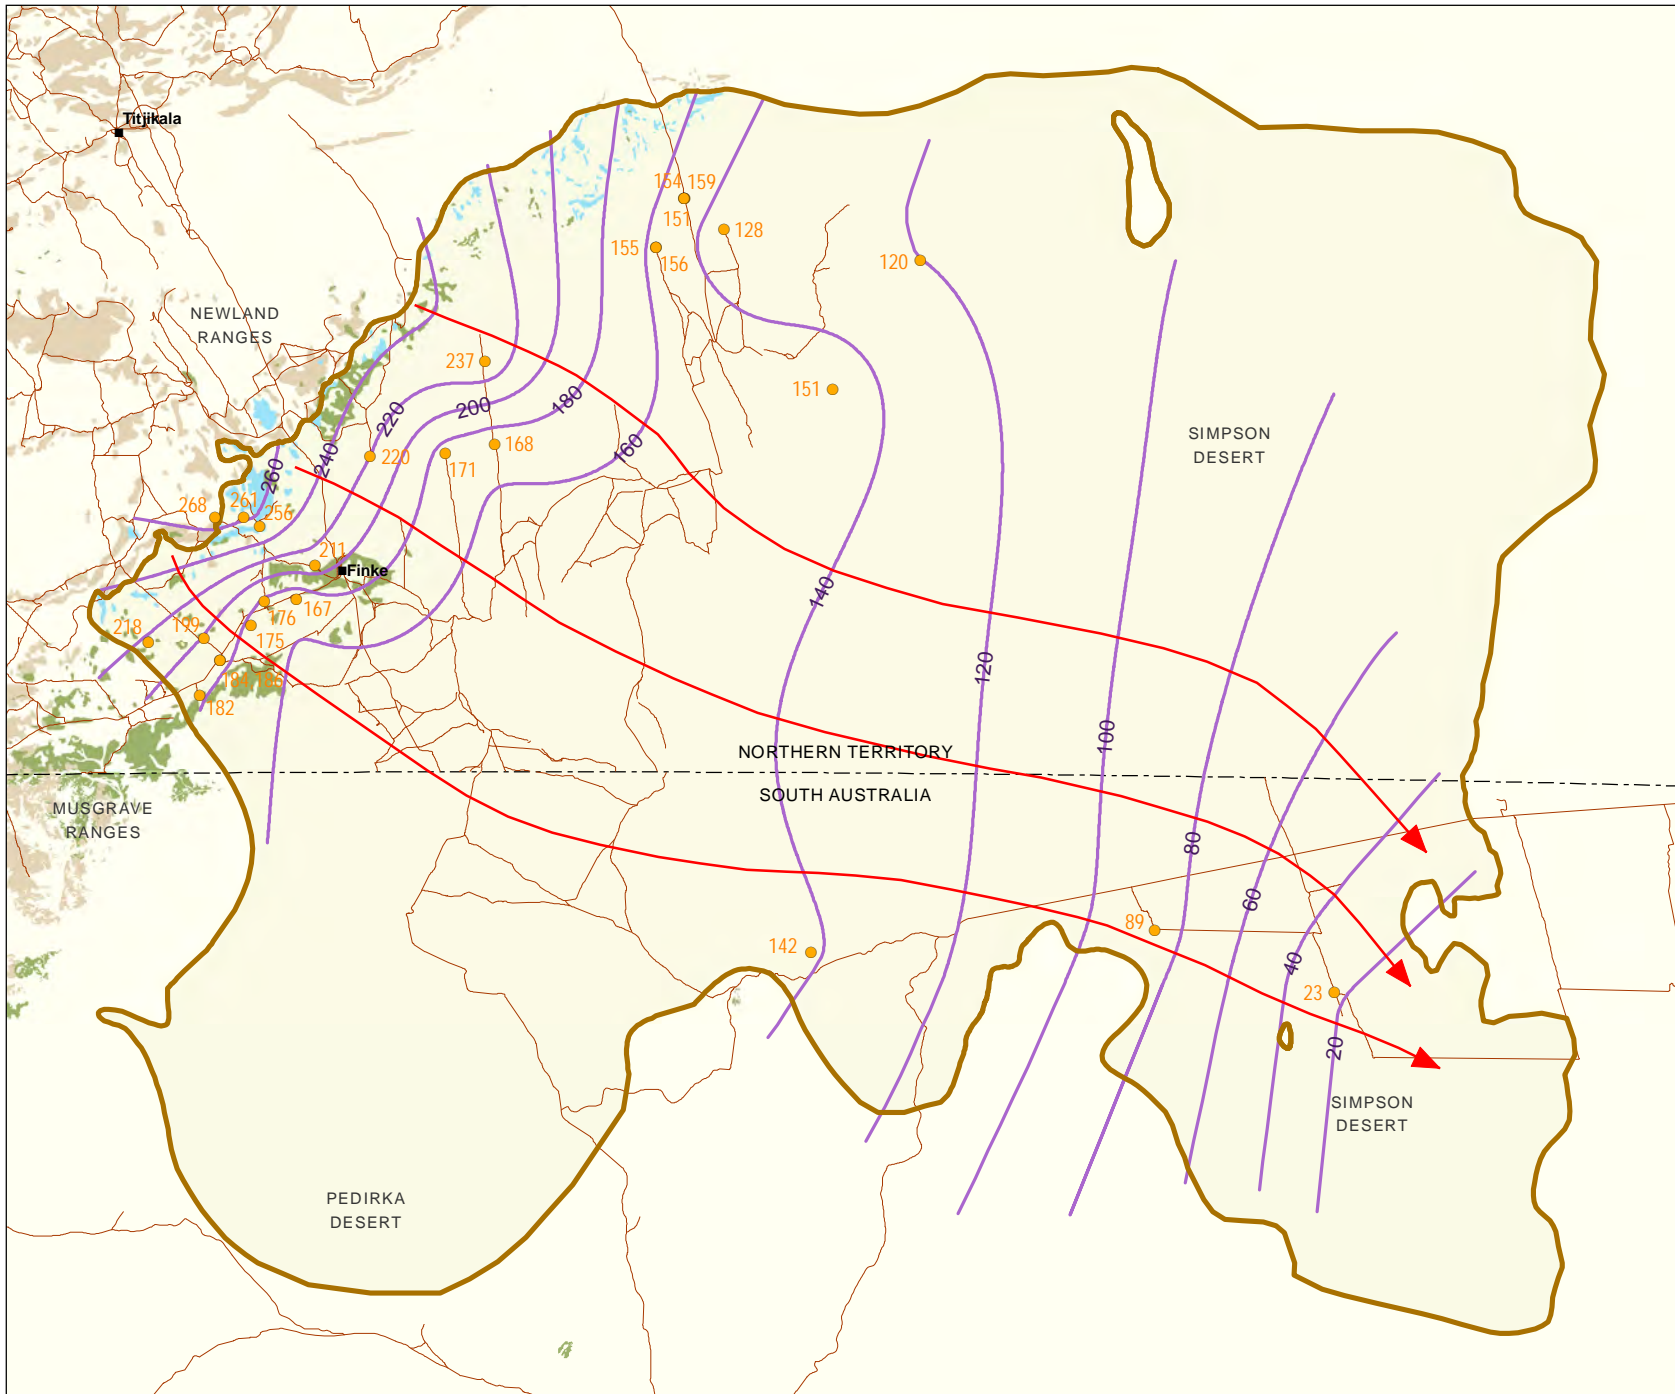 Titjikala
154 159
151
128
155
156
120
NEWLAND
RANGES
237
151
220
200
180
SIMPSON
DESERT
240
160
168
220
171
260
268
261
256
211
Finke
140
176
167
218
199
175
120
184 186
182
100
NORTHERN TERRITORY
SOUTH AUSTRALIA
MUSGRAVE
RANGES
80
60
89
142
40
23
20
SIMPSON
DESERT
PEDIRKA
DESERT